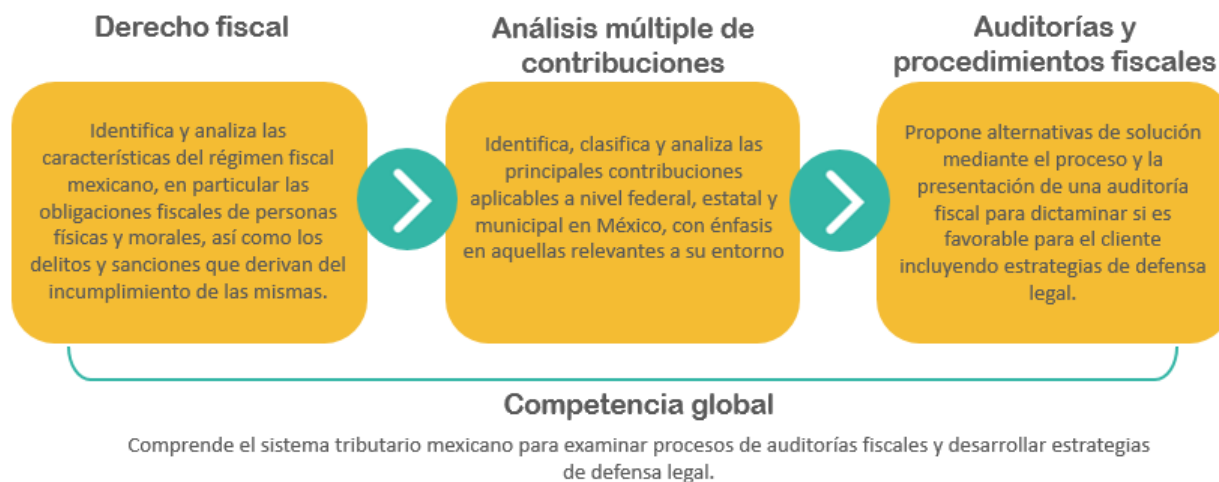 Derecho fiscal
Identifica y analiza las
características del régimen fiscal
mexicano, en particular las
obligaciones fiscales de personas
físicas y morales, así como los
delitos y sanciones que derivan del
incumplimiento de las mismas.
Análisis múltiple de
contribuciones
Identifica, clasifica y analiza las
principales contribuciones
aplicables a nivel federal, estatal y
municipal en México, con énfasis
en aquellas relevantes a su entorno
Auditorías y
procedimientos fiscales
Propone alternativas de solución
mediante el proceso y la
presentación de una auditoría
fiscal para dictaminar si es
favorable para el cliente
incluyendo estrategias de defensa
legal.
Competencia global
Comprende el sistema tributario mexicano para examinar procesos de auditorías fiscales y desarrollar estrategias
de defensa legal.